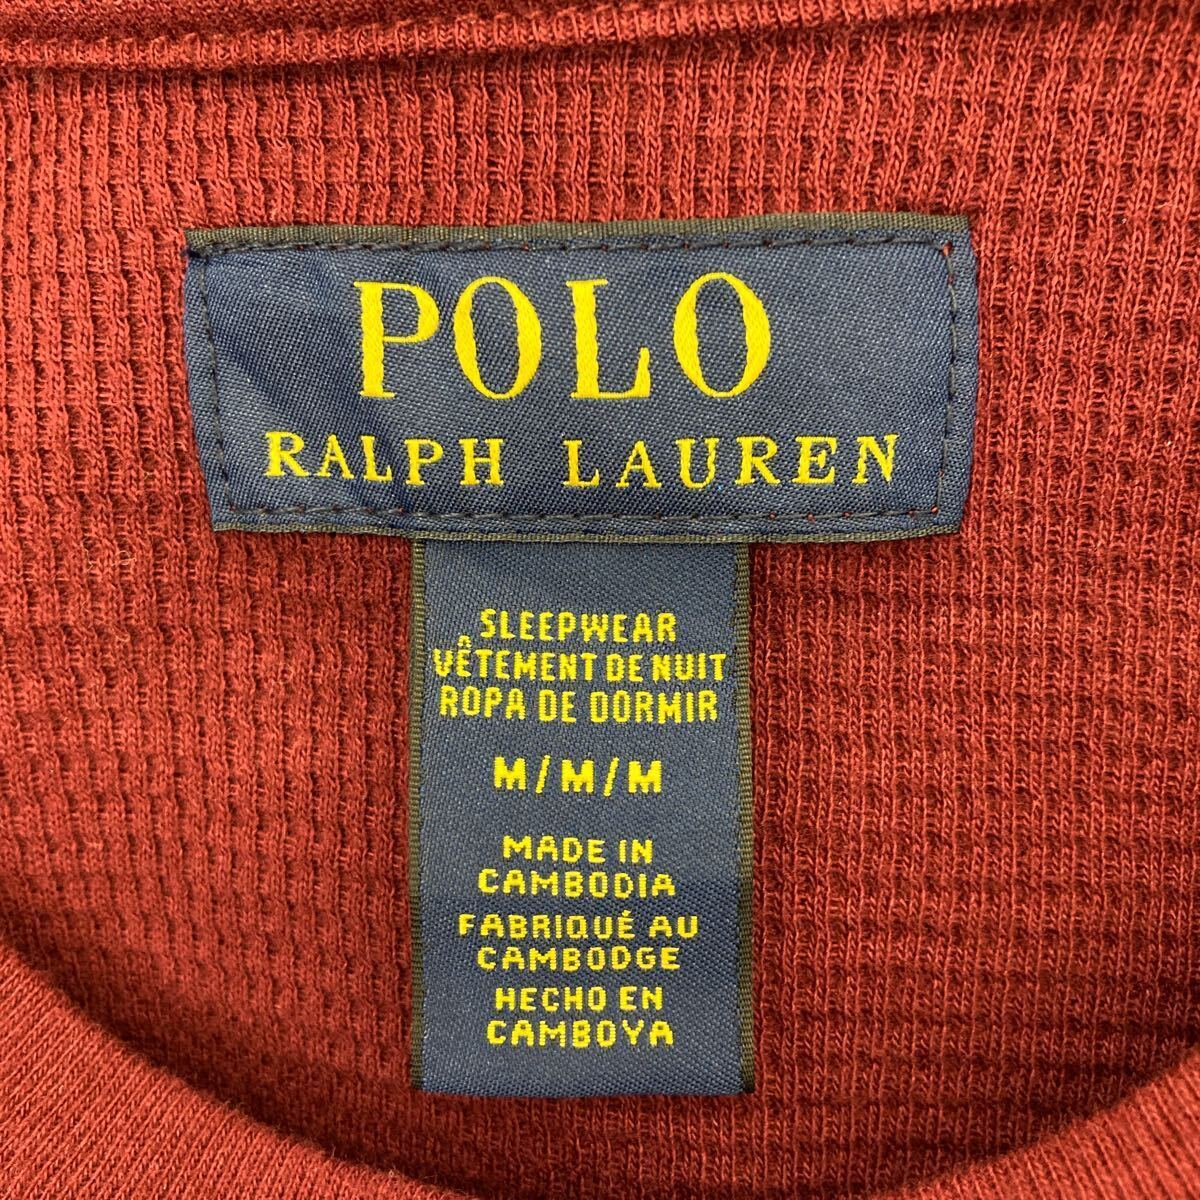 POLO
RALPH LAUREN
SLEEPWEAR
VÊTEMENT DE NUIT
ROPA DE DORMIR
M/M/M
MADE IN
CAMBODIA
FABRIQUÉ AU
CAMBODGE
HECHO EN
CAMBOYA